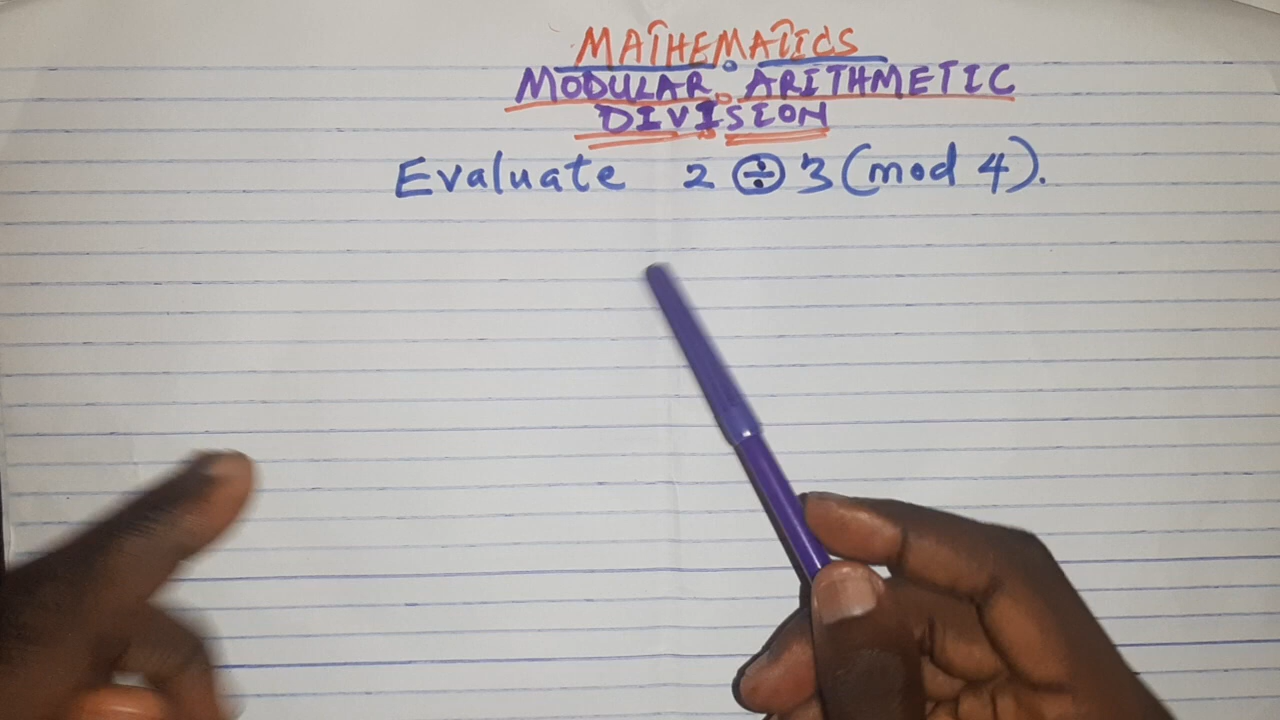 MATHEMATICS
MODULAR ARITHMETIC
DIVISION
Evaluate 2 ⨸ 3 (mod 4).